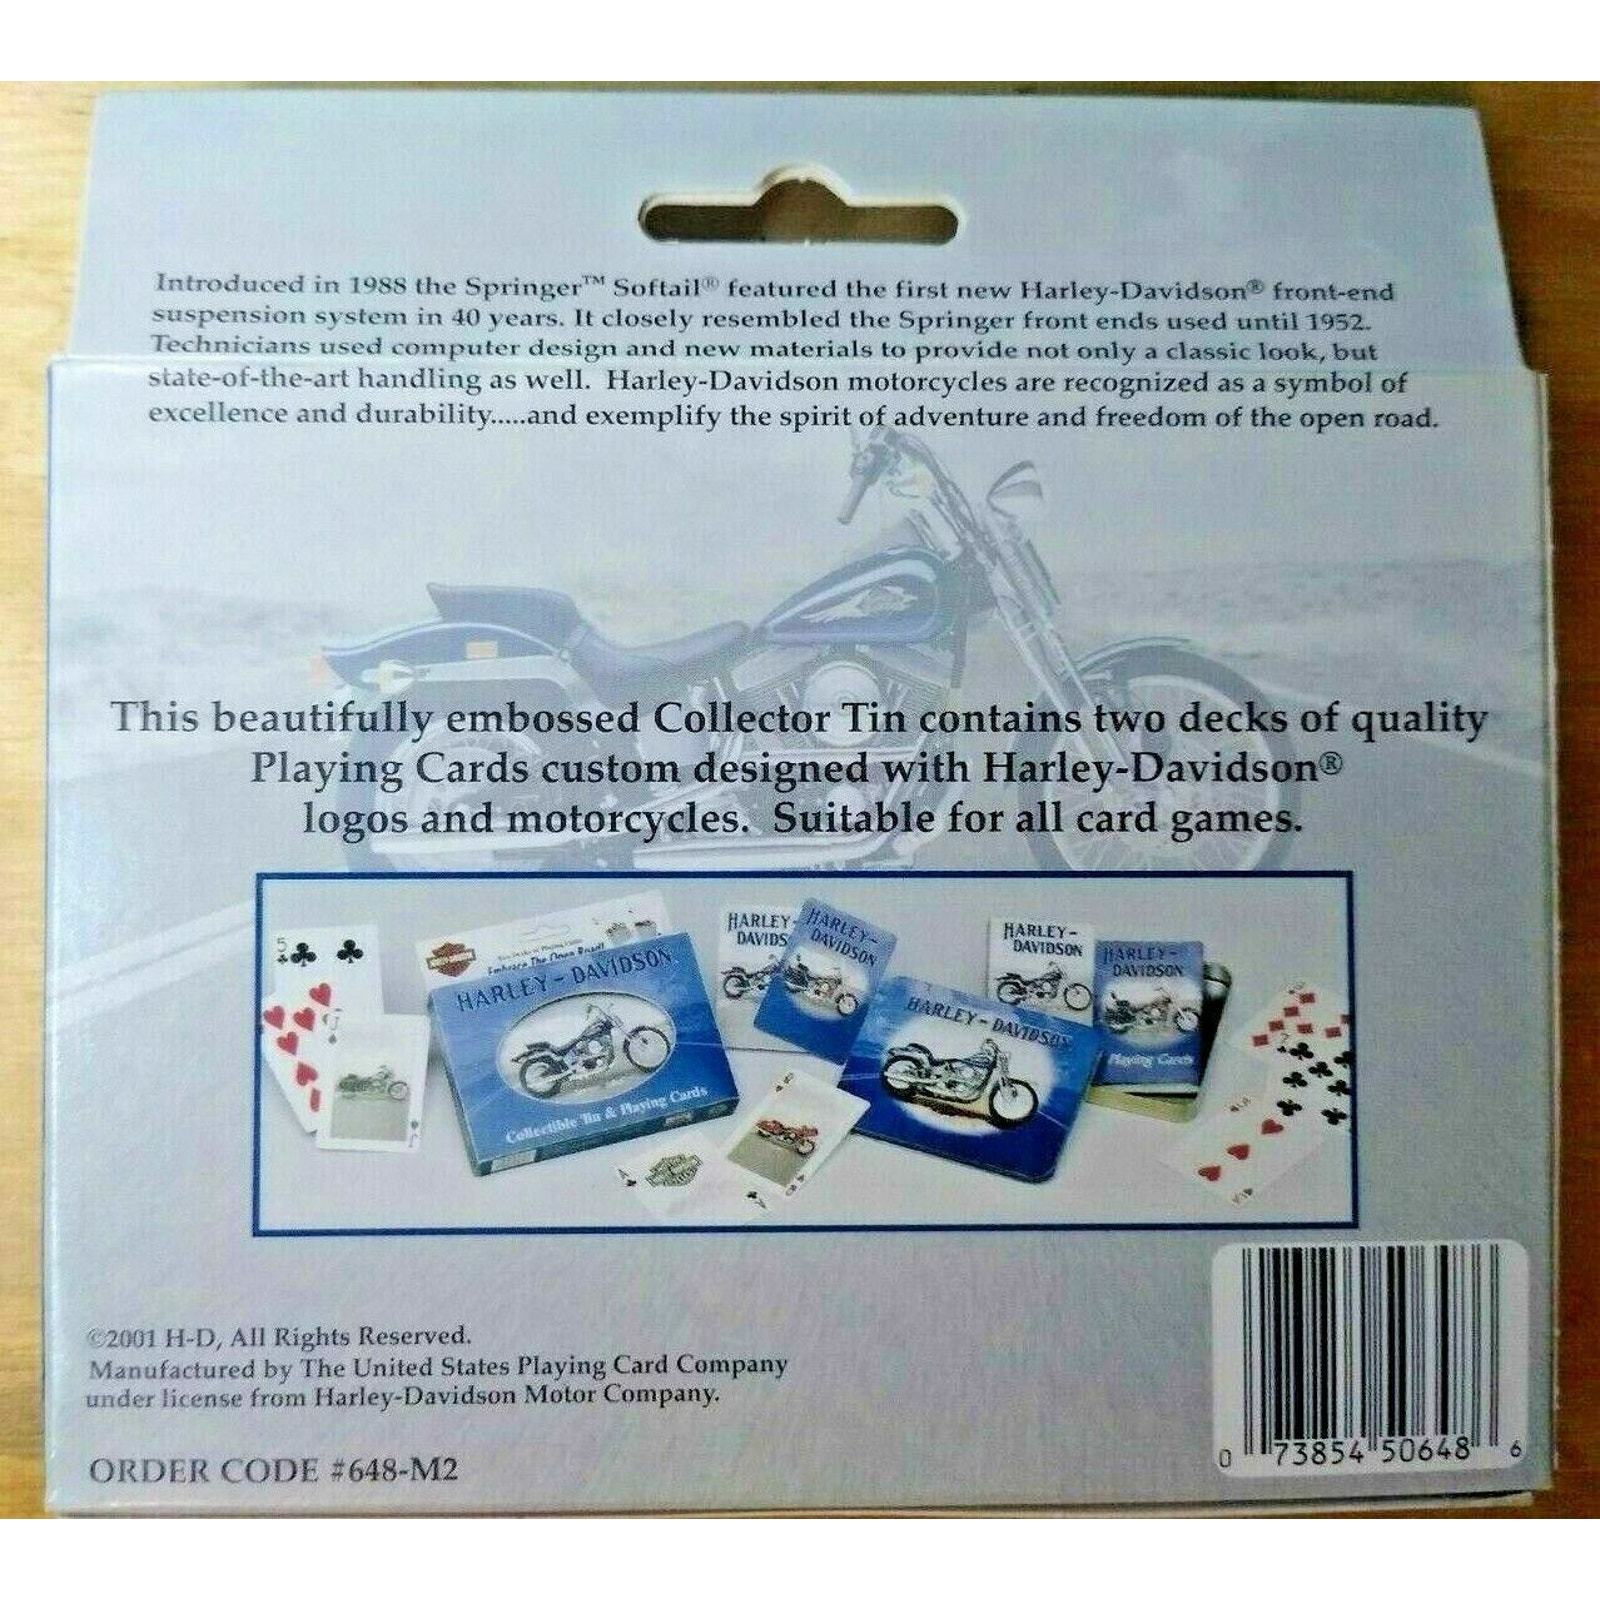 Introduced in 1988 the Springer™ Softail® featured the first new Harley-Davidson® front-end
suspension system in 40 years. It closely resembled the Springer front ends used until 1952.
Technicians used computer design and new materials to provide not only a classic look, but
state-of-the-art handling as well. Harley-Davidson motorcycles are recognized as a symbol of
excellence and durability.....and exemplify the spirit of adventure and freedom of the open road.
This beautifully embossed Collector Tin contains two decks of quality
Playing Cards custom designed with Harley-Davidson®
logos and motorcycles. Suitable for all card games.
5
Embrace The Open Road!
HARLEY-DAVIDSON
Collectible Tin & Playing Cards
HARLEY-
DAVIDS
HARLEY-
DAVIDSON
HARLEY-DAVIDSON
HARLEY-
DAVIDSON
HARLEY-
DAVIDSON
Playing Cards
©2001 H-D, All Rights Reserved.
Manufactured by The United States Playing Card Company
under license from Harley-Davidson Motor Company.
ORDER CODE #648-M2
0 73854 50648 6